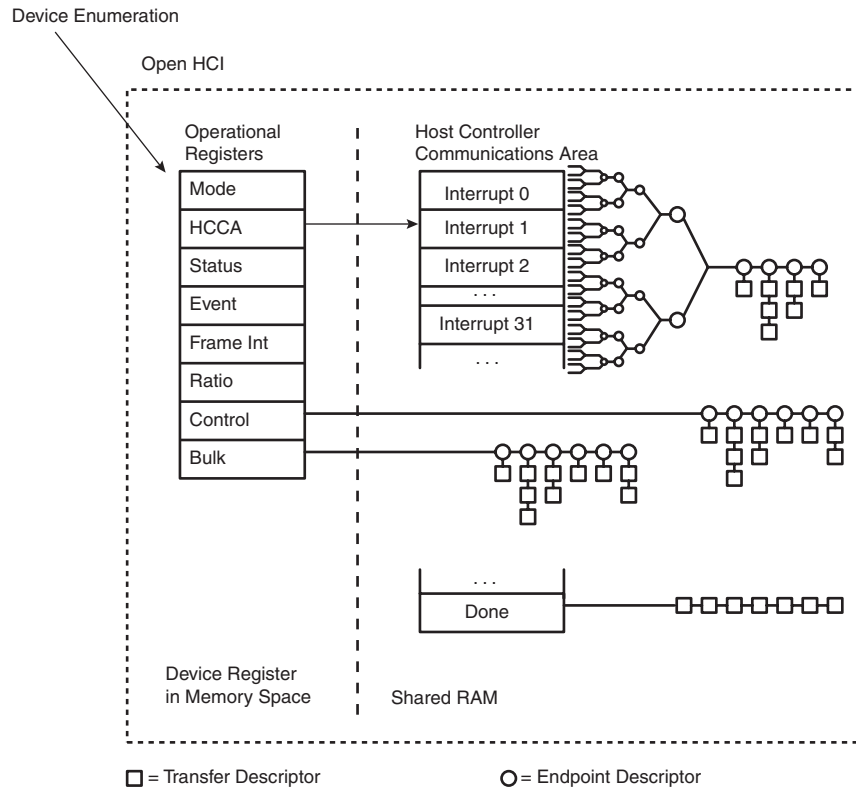 Device Enumeration
Open HCI
Operational
Registers
Mode
HCCA
Status
Event
Frame Int
Ratio
Control
Bulk
Host Controller
Communications Area
Interrupt 0
Interrupt 1
Interrupt 2
. . .
Interrupt 31
. . .
. . .
Done
Device Register
in Memory Space
Shared RAM
= Transfer Descriptor
= Endpoint Descriptor